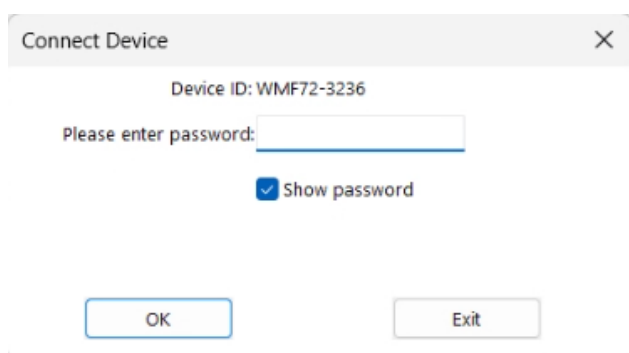 Connect Device
Device ID: WMF72-3236
Please enter password:
Show password
OK Exit